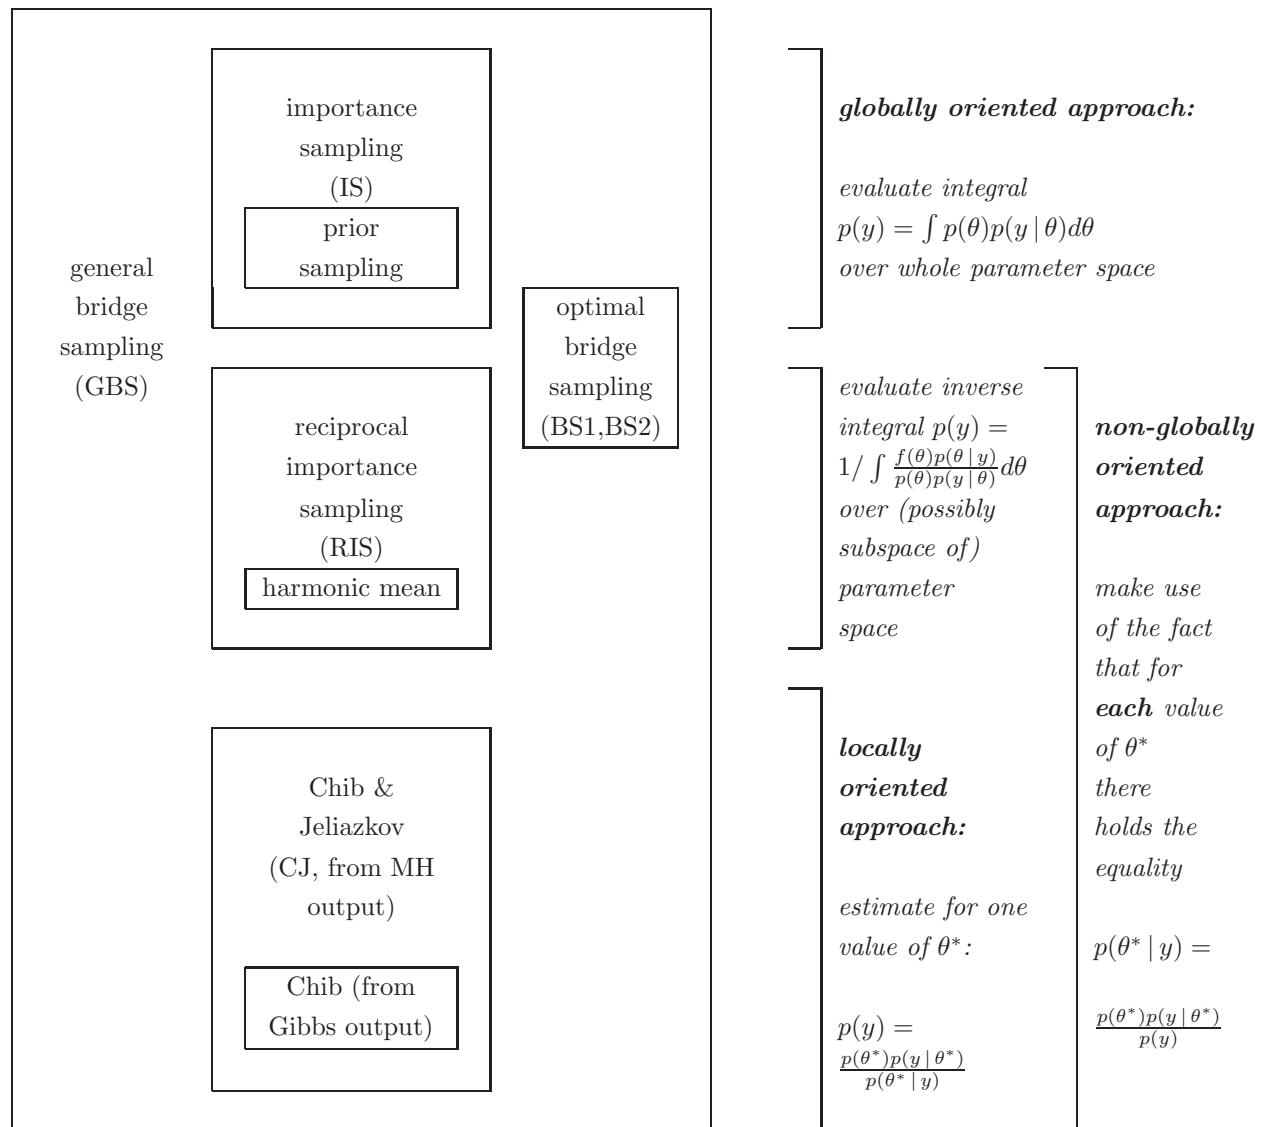 general
bridge
sampling
(GBS)
importance
sampling
(IS)
prior
sampling
optimal
bridge
sampling
(BS1,BS2)
reciprocal
importance
sampling
(RIS)
harmonic mean
Chib &
Jeliazkov
(CJ, from MH
output)
Chib (from
Gibbs output)
globally oriented approach:
evaluate integral
p(y) = ∫ p(θ)p(y | θ)dθ
over whole parameter space
evaluate inverse
integral p(y) =
1/ ∫ f(θ)p(θ | y) / p(θ)p(y | θ) dθ
over (possibly
subspace of)
parameter
space
locally
oriented
approach:
estimate for one
value of θ*:
p(y) =
p(θ*)p(y | θ*) / p(θ* | y)
non-globally
oriented
approach:
make use
of the fact
that for
each value
of θ*
there
holds the
equality
p(θ* | y) =
p(θ*)p(y | θ*) / p(y)